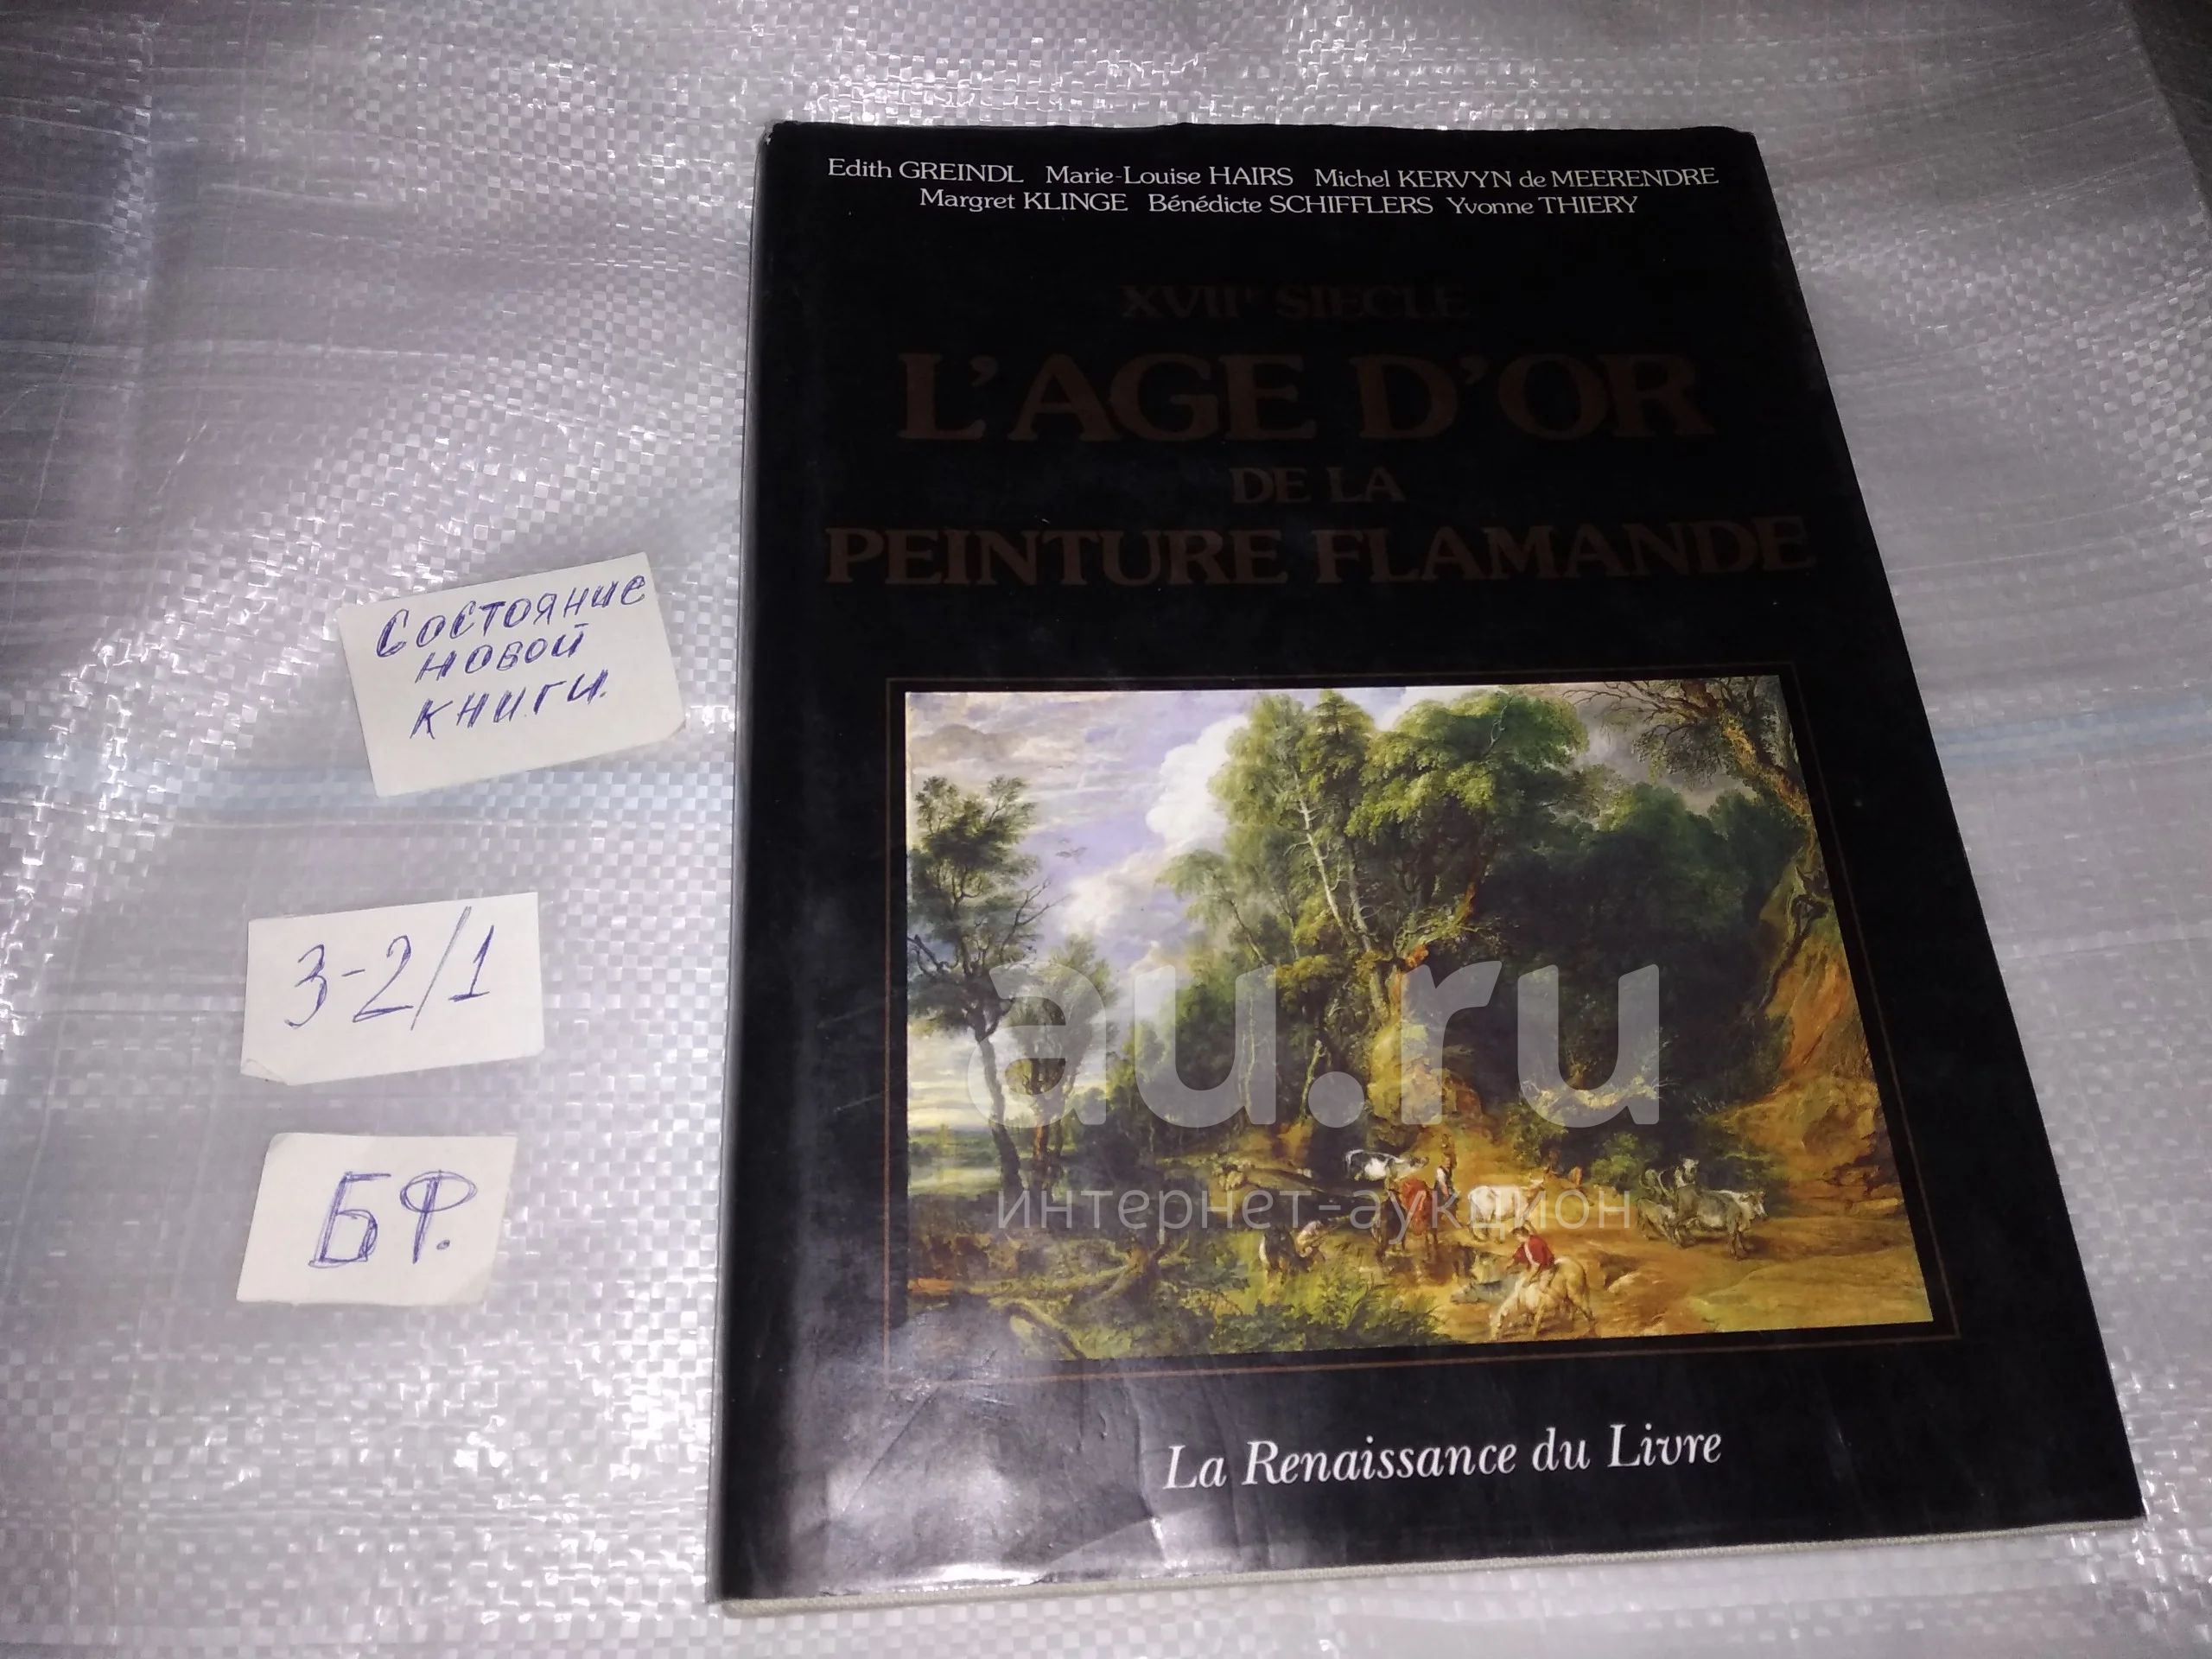 Edith GREINDL Marie-Louise HAIRS Michel KERVYN de MEERENDRE
Margret KLINGE Bénédicte SCHIFFLERS Yvonne THIERY
XVIIe SIECLE
L'AGE D'OR
DE LA
PEINTURE FLAMANDE
La Renaissance du Livre
Состояние
новой
книги.
3-2/1
БФ.
au.ru
интернет-аукцион